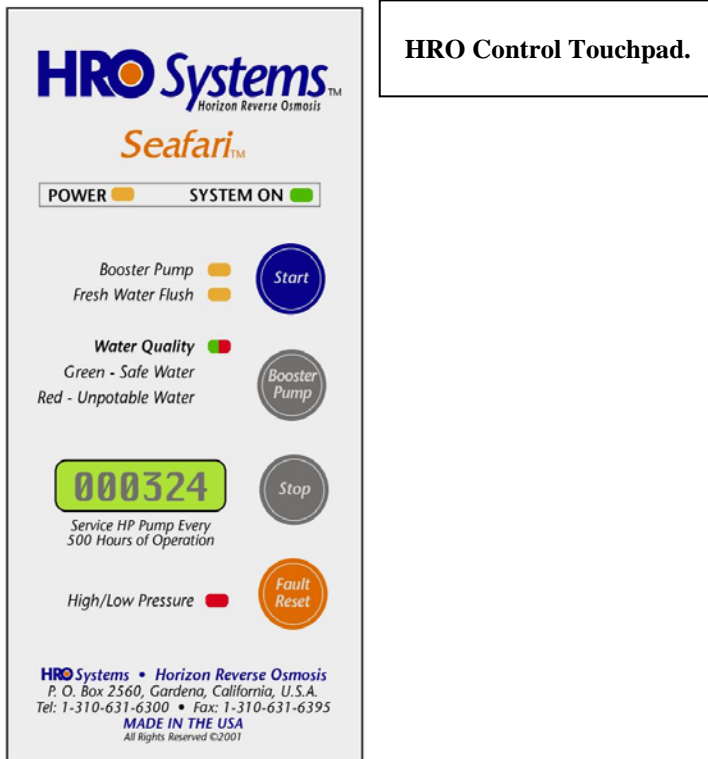 HRO Control Touchpad.
HRO Systems™
Horizon Reverse Osmosis
Seafari™
POWER SYSTEM ON
Booster Pump
Fresh Water Flush
Start
Water Quality
Green - Safe Water
Red - Unpotable Water
Booster
Pump
000324
Stop
Service HP Pump Every
500 Hours of Operation
High/Low Pressure
Fault
Reset
HRO Systems • Horizon Reverse Osmosis
P. O. Box 2560, Gardena, California, U.S.A.
Tel: 1-310-631-6300 • Fax: 1-310-631-6395
MADE IN THE USA
All Rights Reserved ©2001